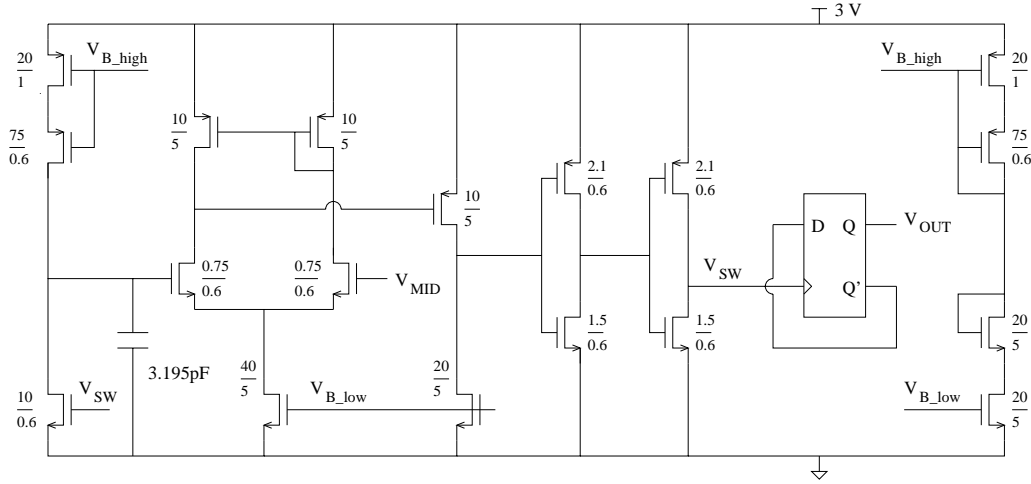 3 V
20/1
V_B_high
V_B_high
20/1
75/0.6
10/5
10/5
75/0.6
2.1/0.6
2.1/0.6
10/5
D Q
V_OUT
0.75/0.6
0.75/0.6
V_MID
V_SW
Q'
1.5/0.6
1.5/0.6
20/5
3.195pF
40/5
20/5
10/0.6
V_SW
V_B_low
V_B_low
20/5